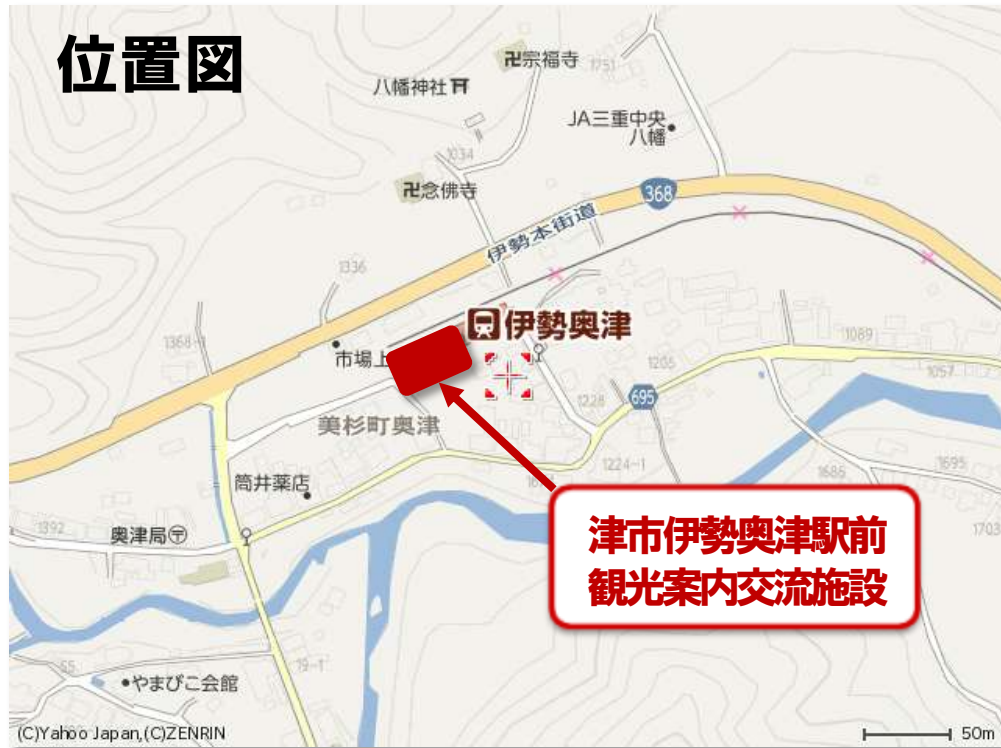 位置図
卍宗福寺
1751
八幡神社
JA三重中央
八幡
1034
卍念佛寺
368
伊勢本街道
1336
伊勢奥津
1368-1
市場上
1089
1205
1057
695
1228
美杉町奥津
1224-1
1686
1695
筒井薬店
1392
奥津局〒
1703
津市伊勢奥津駅前
観光案内交流施設
55
19-1
•やまびこ会館
(C)Yahoo Japan,(C)ZENRIN
50m